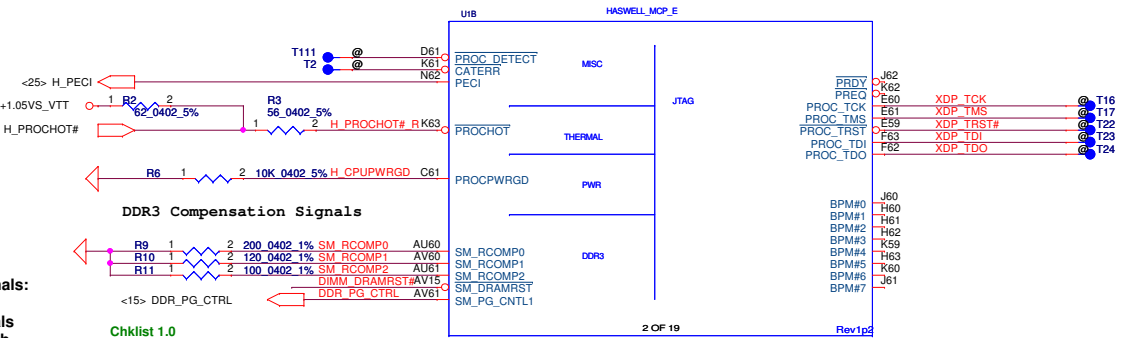 U1B
HASWELL_MCP_E
T111 @ D61 PROC_DETECT
T2 @ K61 CATERR
<25> H_PECI N62 PECI
MISC
+1.05VS_VTT 1 R2 2
62_0402_5%
R3
56_0402_5%
H_PROCHOT# 1 2 H_PROCHOT#_R K63 PROCHOT
THERMAL
R6 1 2 10K_0402_5% H_CPUPWRGD C61 PROCPWRGD
PWR
DDR3 Compensation Signals
R9 1 2 200_0402_1% SM_RCOMP0 AU60 SM_RCOMP0
R10 1 2 120_0402_1% SM_RCOMP1 AV60 SM_RCOMP1
R11 1 2 100_0402_1% SM_RCOMP2 AU61 SM_RCOMP2
DIMM_DRAMRST# AV15 SM_DRAMRST
<15> DDR_PG_CTRL DDR_PG_CTRL AV61 SM_PG_CNTL1
DDR3
nals:
als
Chklist 1.0
JTAG
PRDY J62
PREQ K62
PROC_TCK E60 XDP_TCK @ T16
PROC_TMS E61 XDP_TMS @ T17
PROC_TRST E59 XDP_TRST# @ T22
PROC_TDI F63 XDP_TDI @ T23
PROC_TDO F62 XDP_TDO @ T24
BPM#0 J60
BPM#1 H60
BPM#2 H61
BPM#3 H62
BPM#4 K59
BPM#5 H63
BPM#6 K60
BPM#7 J61
2 OF 19
Rev1p2